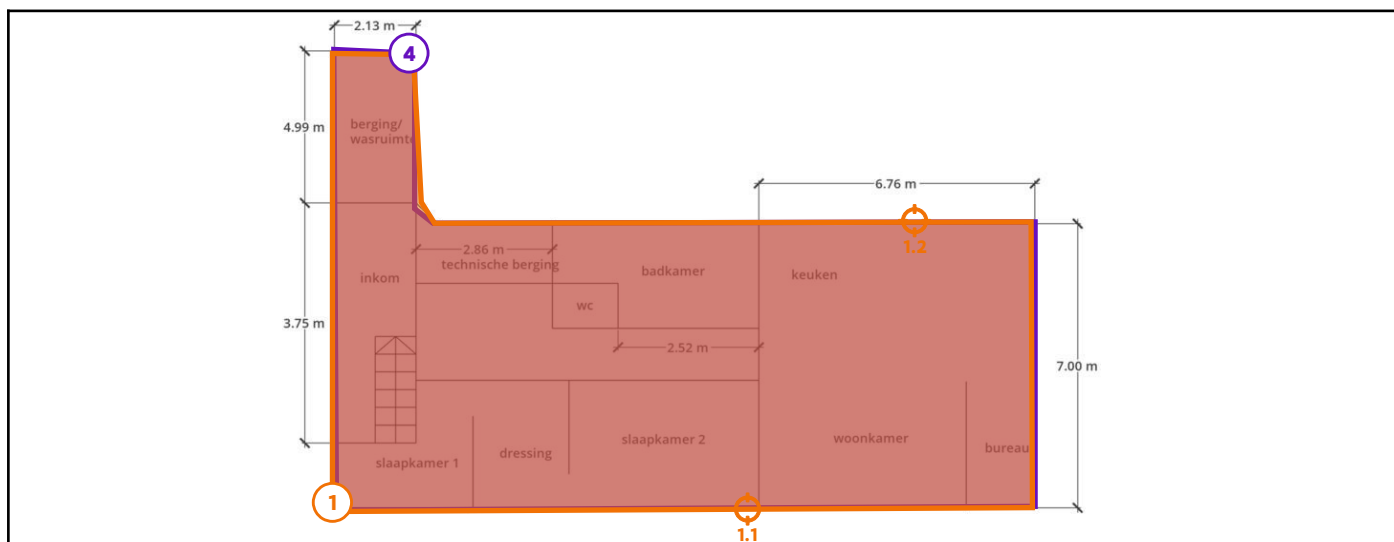 2.13 m
4
4.99 m
berging/
wasruimte
6.76 m
1.2
2.86 m
technische berging
badkamer
keuken
inkom
wc
3.75 m
2.52 m
7.00 m
slaapkamer 1
dressing
slaapkamer 2
woonkamer
bureau
1
1.1